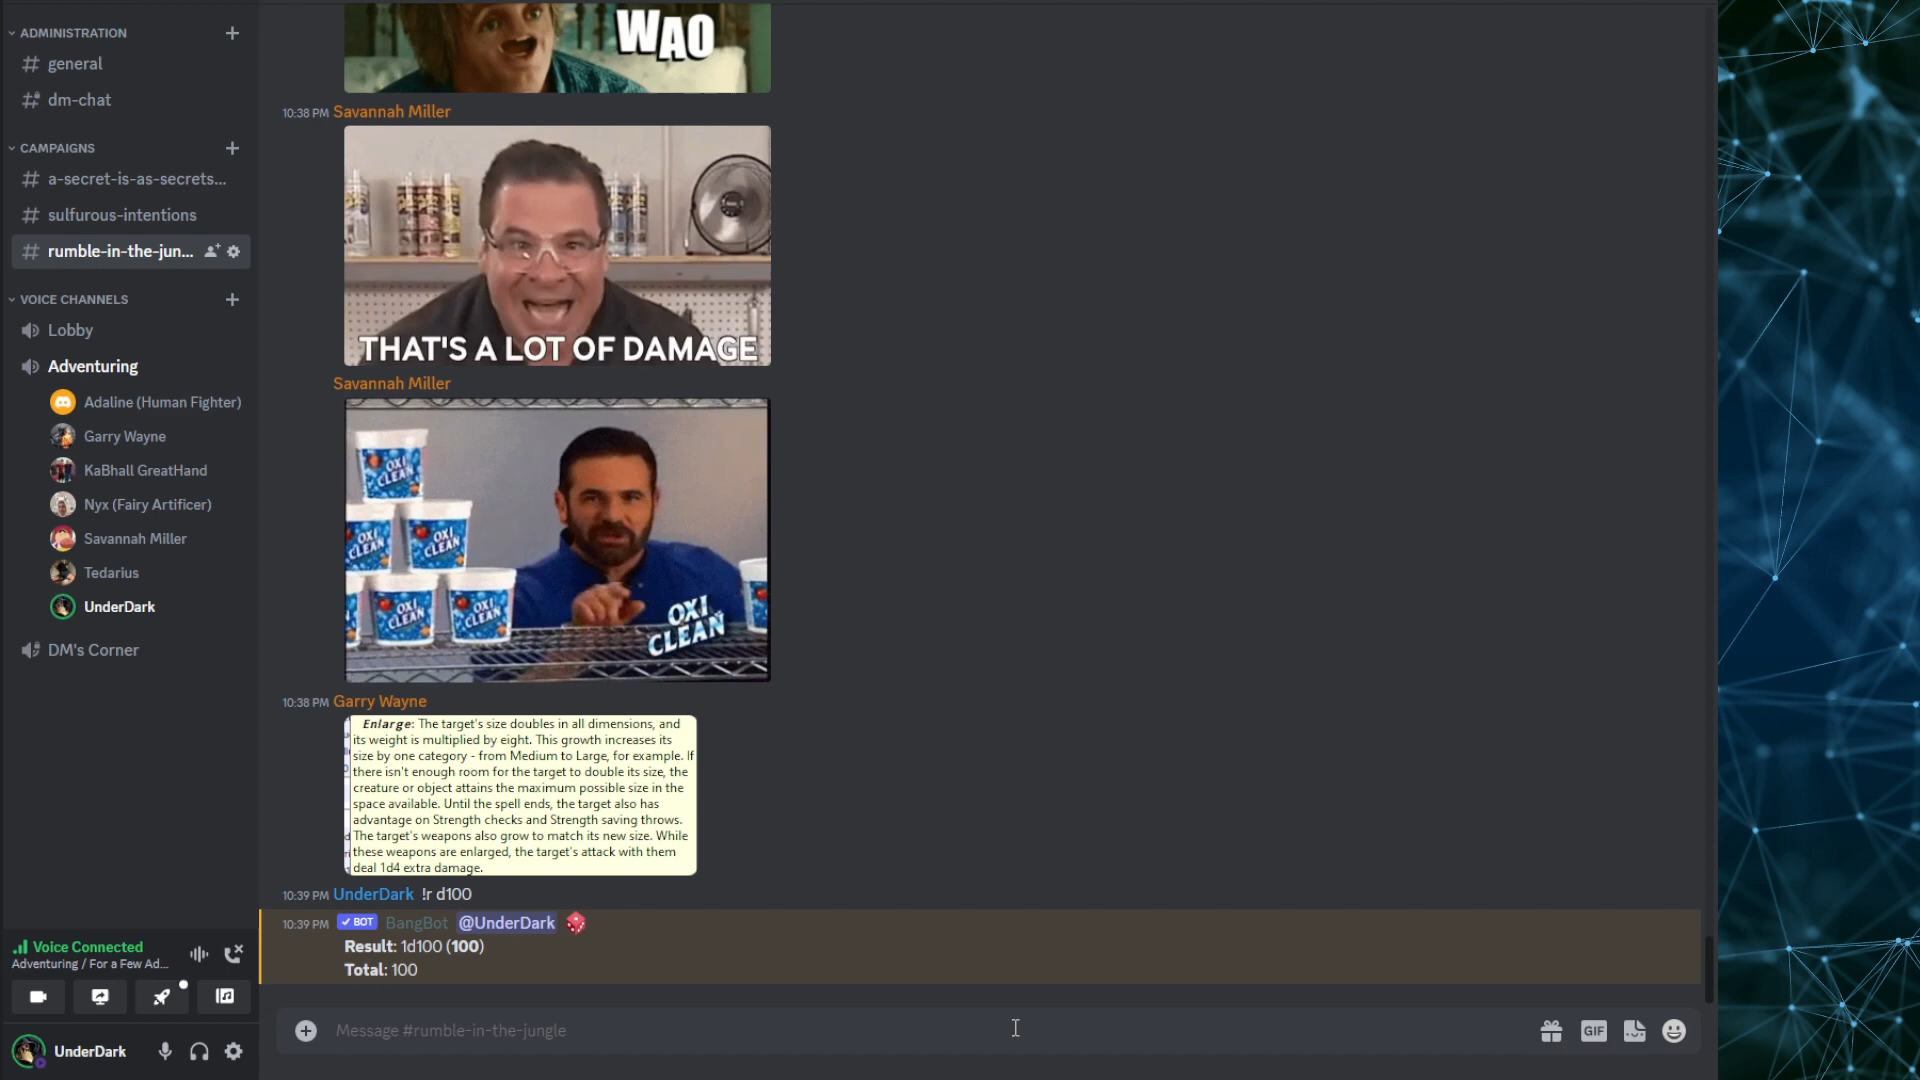 ADMINISTRATION
general
dm-chat
CAMPAIGNS
a-secret-is-as-secrets...
sulfurous-intentions
rumble-in-the-jun...
VOICE CHANNELS
Lobby
Adventuring
Adaline (Human Fighter)
Garry Wayne
KaBhall GreatHand
Nyx (Fairy Artificer)
Savannah Miller
Tedarius
UnderDark
DM's Corner
Voice Connected
Adventuring / For a Few Ad...
UnderDark
WAO
10:38 PM Savannah Miller
THAT'S A LOT OF DAMAGE
Savannah Miller
OXI CLEAN
OXI CLEAN
OXI CLEAN
OXI CLEAN
OXI CLEAN
OXI CLEAN
10:38 PM Garry Wayne
Enlarge: The target's size doubles in all dimensions, and
its weight is multiplied by eight. This growth increases its
size by one category - from Medium to Large, for example. If
there isn't enough room for the target to double its size, the
creature or object attains the maximum possible size in the
space available. Until the spell ends, the target also has
advantage on Strength checks and Strength saving throws.
The target's weapons also grow to match its new size. While
these weapons are enlarged, the target's attack with them
deal 1d4 extra damage.
10:39 PM UnderDark !r d100
10:39 PM BOT BangBot @UnderDark
Result: 1d100 (100)
Total: 100
Message #rumble-in-the-jungle
GIF